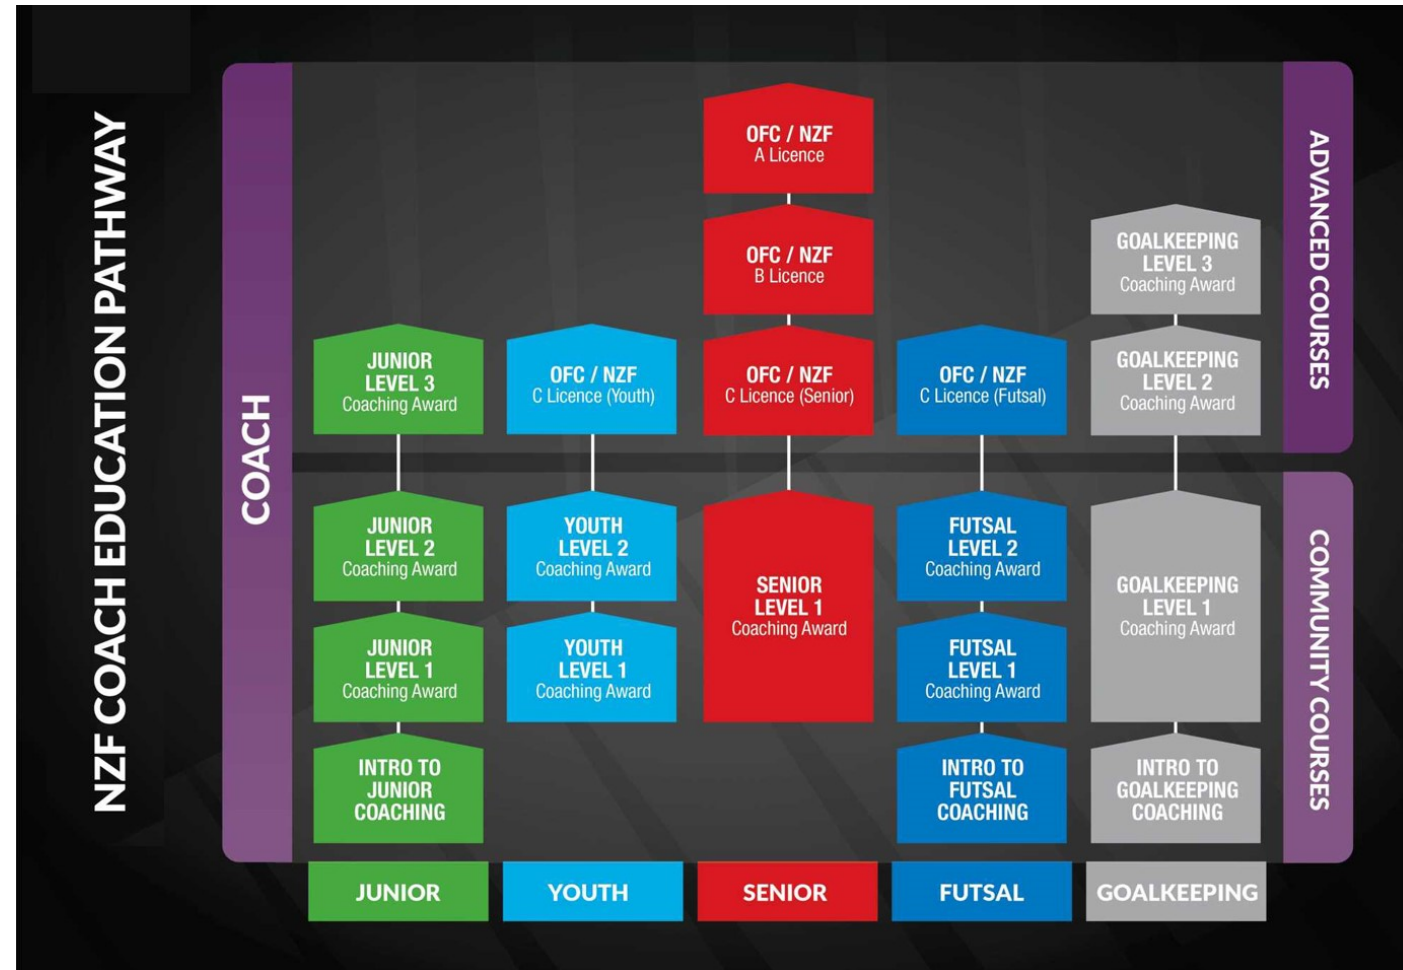 NZF COACH EDUCATION PATHWAY
COACH
ADVANCED COURSES
COMMUNITY COURSES
OFC / NZF
A Licence
OFC / NZF
B Licence
GOALKEEPING
LEVEL 3
Coaching Award
JUNIOR
LEVEL 3
Coaching Award
OFC / NZF
C Licence (Youth)
OFC / NZF
C Licence (Senior)
OFC / NZF
C Licence (Futsal)
GOALKEEPING
LEVEL 2
Coaching Award
JUNIOR
LEVEL 2
Coaching Award
YOUTH
LEVEL 2
Coaching Award
SENIOR
LEVEL 1
Coaching Award
FUTSAL
LEVEL 2
Coaching Award
GOALKEEPING
LEVEL 1
Coaching Award
JUNIOR
LEVEL 1
Coaching Award
YOUTH
LEVEL 1
Coaching Award
FUTSAL
LEVEL 1
Coaching Award
INTRO TO
JUNIOR
COACHING
INTRO TO
FUTSAL
COACHING
INTRO TO
GOALKEEPING
COACHING
JUNIOR
YOUTH
SENIOR
FUTSAL
GOALKEEPING